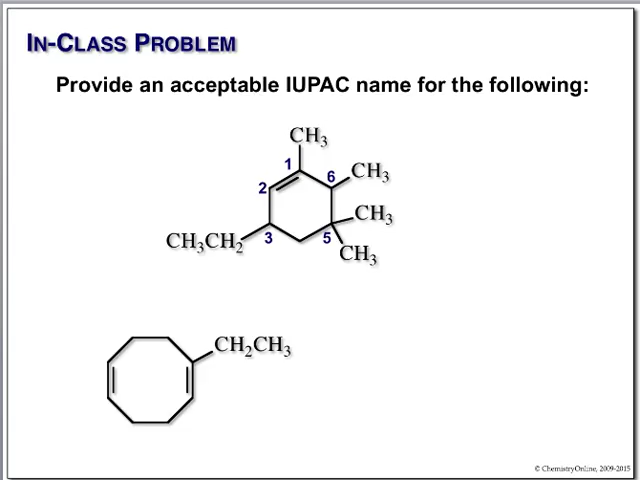 IN-CLASS PROBLEM
Provide an acceptable IUPAC name for the following:
CH₃
1
6
CH₃
2
CH₃
CH₃CH₂
3
5
CH₃
CH₂CH₃
© ChemistryOnline, 2009-2015